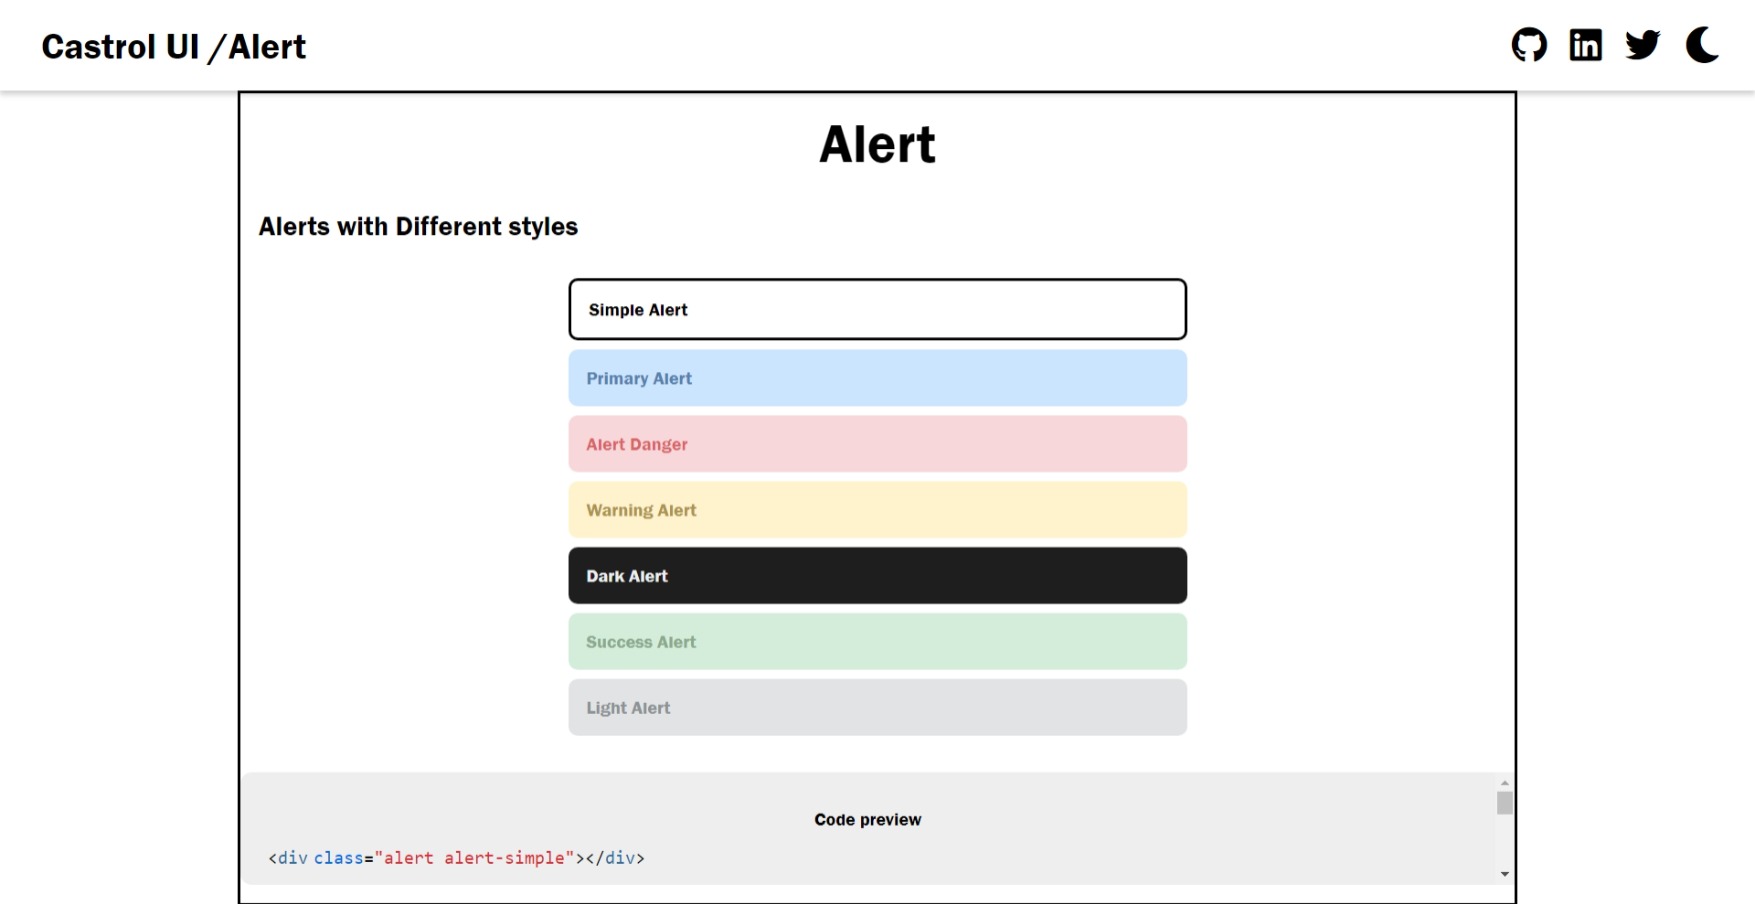 Castrol UI /Alert
Alert
Alerts with Different styles
Simple Alert
Primary Alert
Alert Danger
Warning Alert
Dark Alert
Success Alert
Light Alert
Code preview
<div class="alert alert-simple"></div>